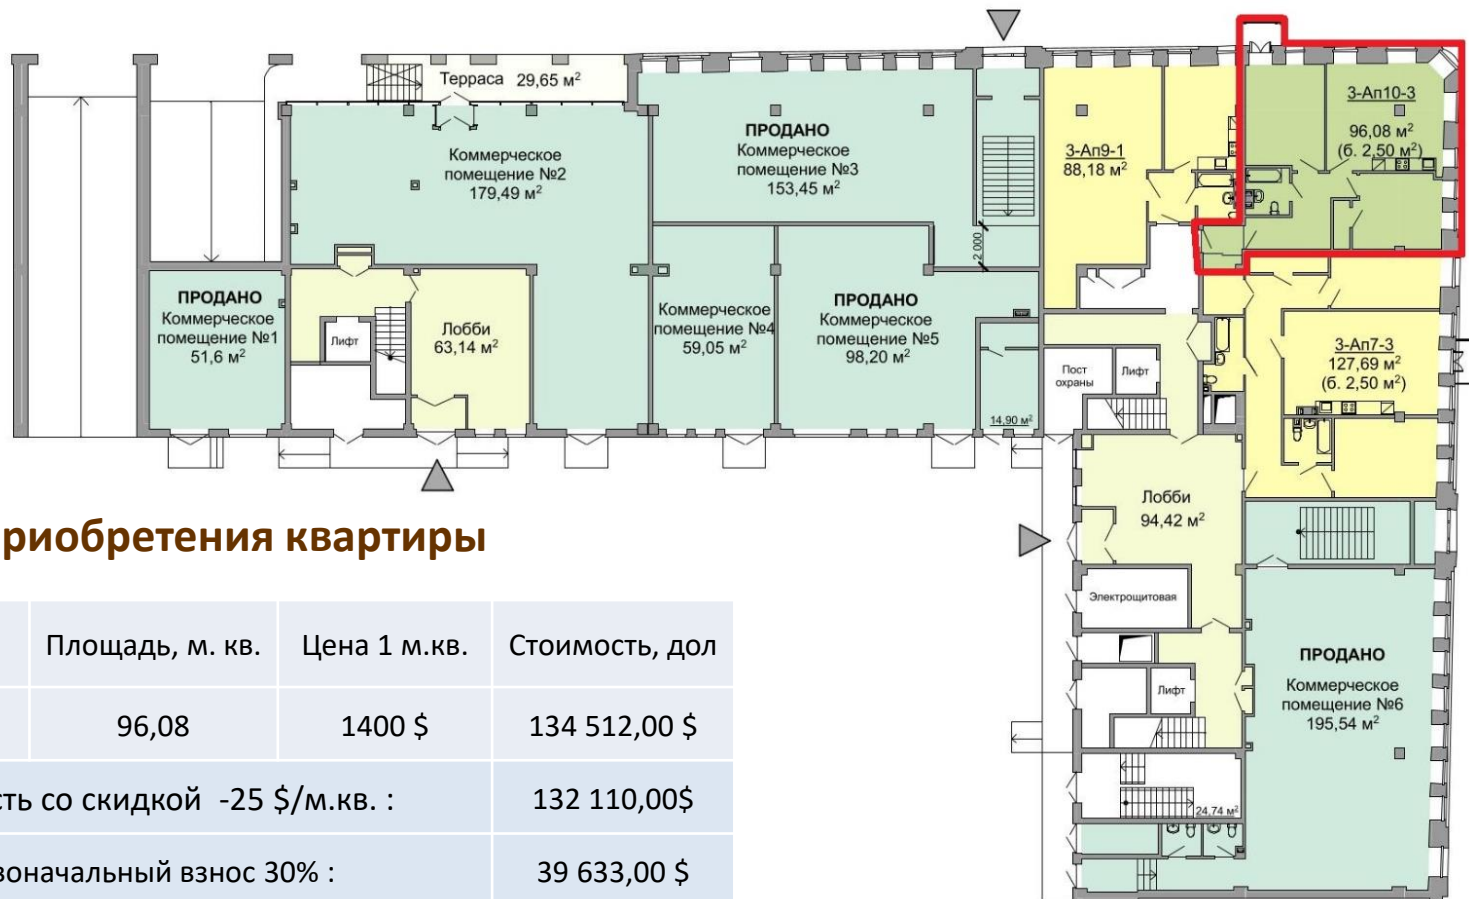 Терраса 29,65 м²
Коммерческое
помещение №2
179,49 м²
ПРОДАНО
Коммерческое
помещение №3
153,45 м²
3-Ап9-1
88,18 м²
3-Ап10-3
96,08 м²
(б. 2,50 м²)
2.000
ПРОДАНО
Коммерческое
помещение №1
51,6 м²
Лифт
Лобби
63,14 м²
Коммерческое
помещение №4
59,05 м²
ПРОДАНО
Коммерческое
помещение №5
98,20 м²
14,90 м²
Пост
охраны
Лифт
3-Ап7-3
127,69 м²
(б. 2,50 м²)
Лобби
94,42 м²
Электрощитовая
Лифт
24,74 м²
ПРОДАНО
Коммерческое
помещение №6
195,54 м²
риобретения квартиры
Площадь, м. кв. Цена 1 м.кв. Стоимость, дол
96,08 1400 $ 134 512,00 $
сть со скидкой -25 $/м.кв. : 132 110,00$
воначальный взнос 30% : 39 633,00 $